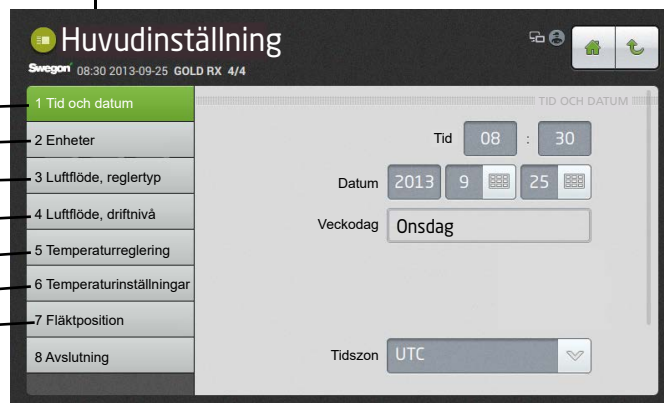 Huvudinställning
Swegon 08:30 2013-09-25 GOLD RX 4/4
1 Tid och datum
2 Enheter
3 Luftflöde, reglertyp
4 Luftflöde, driftnivå
5 Temperaturreglering
6 Temperaturinställningar
7 Fläktposition
8 Avslutning
TID OCH DATUM
Tid 08 : 30
Datum 2013 9 25
Veckodag Onsdag
Tidszon UTC